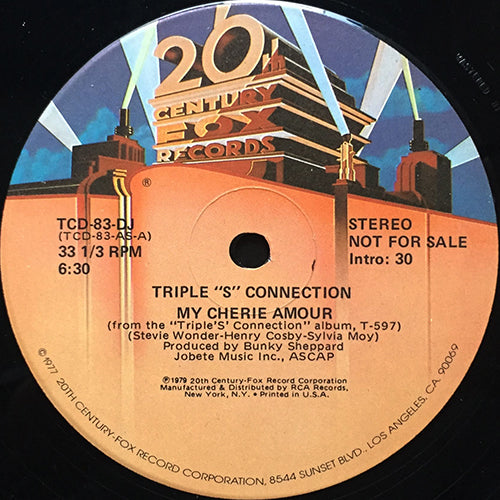 20th
CENTURY
FOX
RECORDS
®
MASTERED
TCD-83-DJ
(TCD-83-AS-A)
33 1/3 RPM
6:30
STEREO
NOT FOR SALE
Intro: 30
TRIPLE "S" CONNECTION
MY CHERIE AMOUR
(from the "Triple'S' Connection" album, T-597)
(Stevie Wonder-Henry Cosby-Sylvia Moy)
Produced by Bunky Sheppard
Jobete Music Inc., ASCAP
℗1979 20th Century-Fox Record Corporation
Manufactured & Distributed by RCA Records,
New York, N.Y. • Printed in U.S.A.
©1977 20TH CENTURY-FOX RECORD CORPORATION, 8544 SUNSET BLVD., LOS ANGELES, CA. 90069